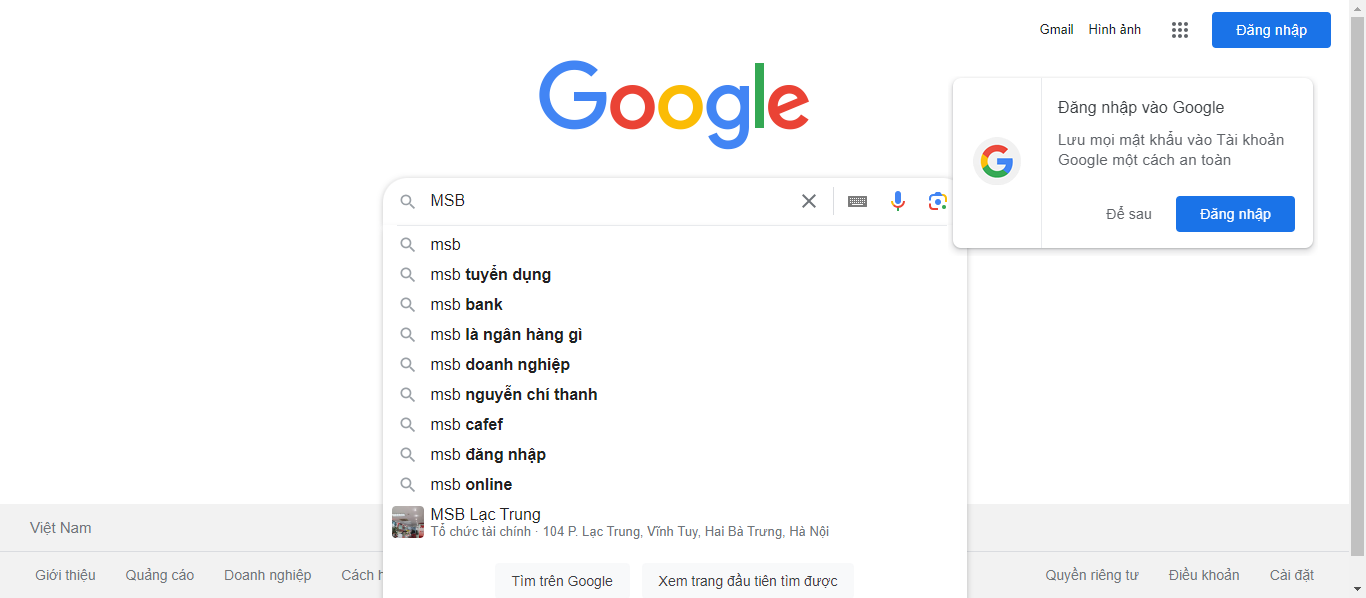 Gmail Hình ảnh Đăng nhập
Google
Đăng nhập vào Google
Lưu mọi mật khẩu vào Tài khoản
Google một cách an toàn
Để sau Đăng nhập
MSB
msb
msb tuyển dụng
msb bank
msb là ngân hàng gì
msb doanh nghiệp
msb nguyễn chí thanh
msb cafef
msb đăng nhập
msb online
MSB Lạc Trung
Tổ chức tài chính · 104 P. Lạc Trung, Vĩnh Tuy, Hai Bà Trưng, Hà Nội
Tìm trên Google Xem trang đầu tiên tìm được
Việt Nam
Giới thiệu Quảng cáo Doanh nghiệp Cách Quyền riêng tư Điều khoản Cài đặt